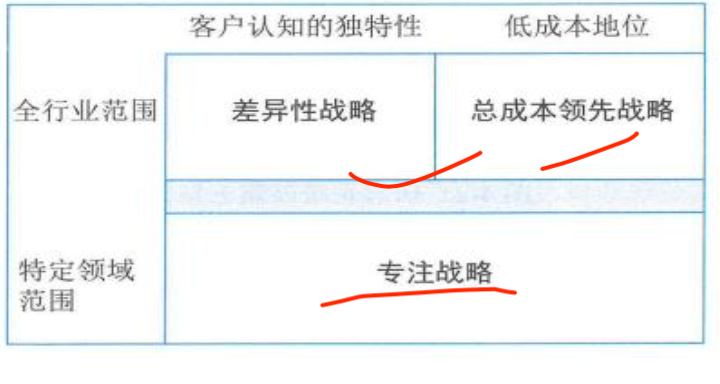 客户认知的独特性 低成本地位
全行业范围 差异性战略 总成本领先战略
特定领域
范围
专注战略